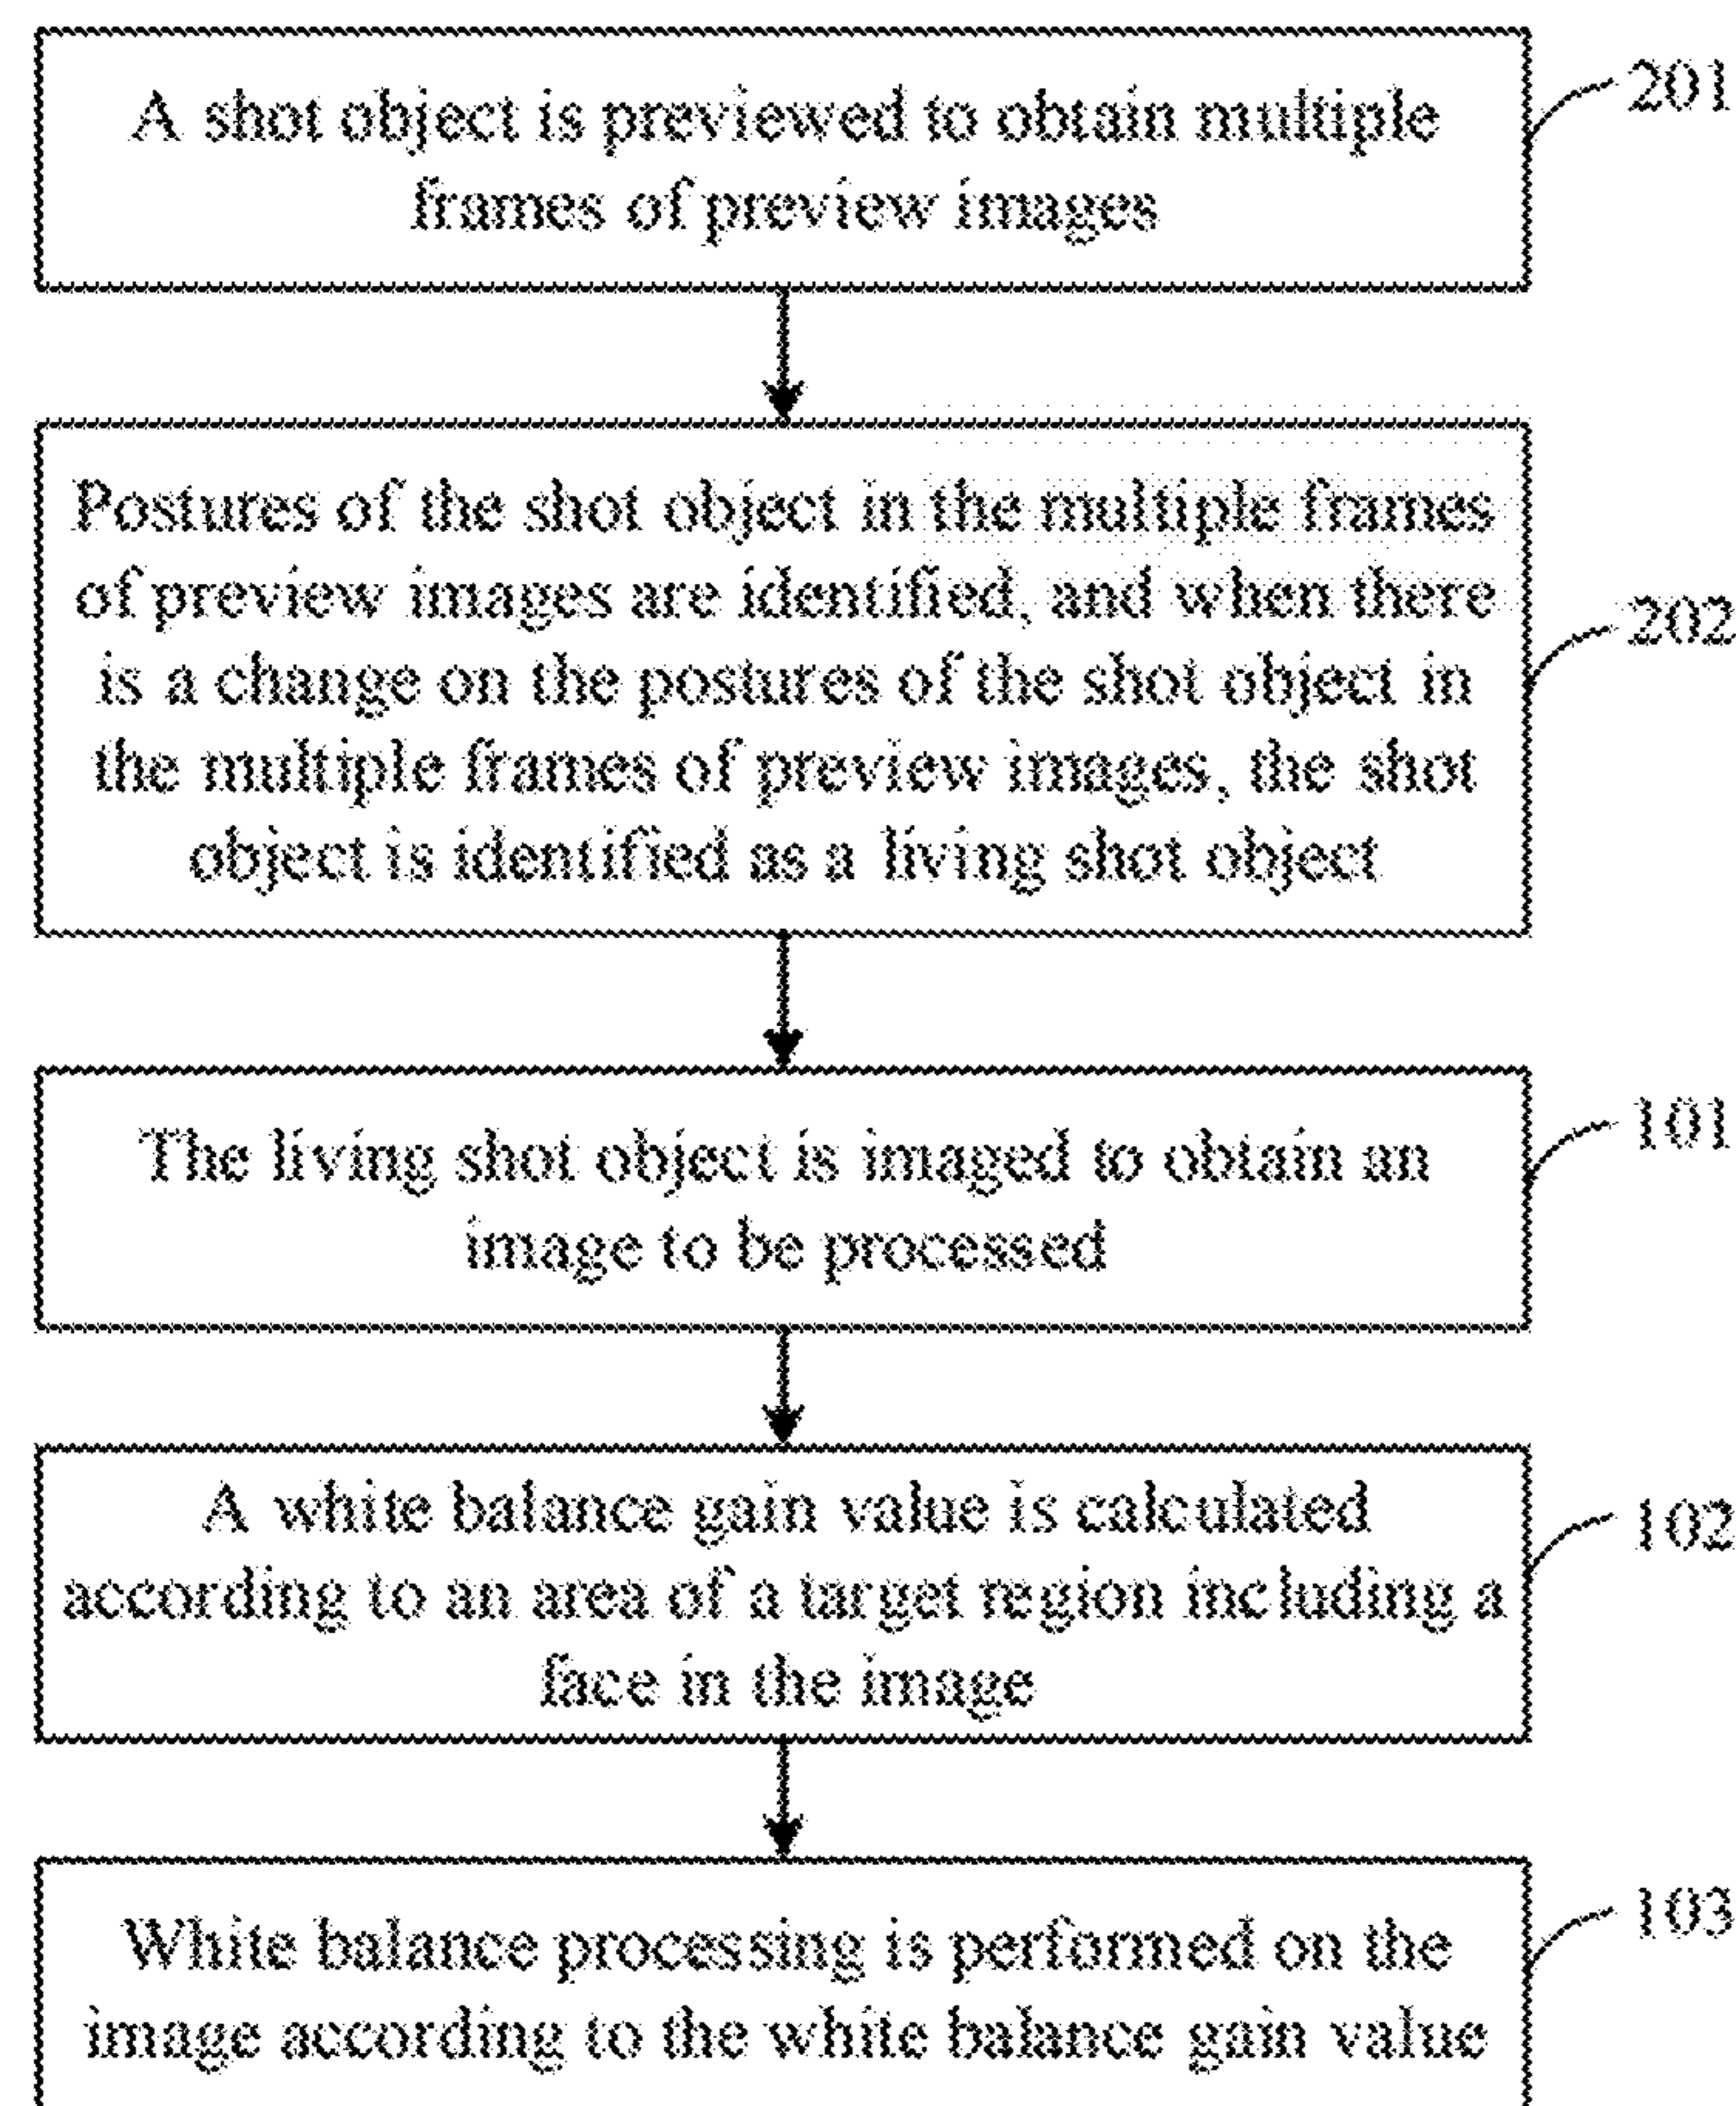 A shot object is previewed to obtain multiple
frames of preview images
201
Postures of the shot object in the multiple frames
of preview images are identified, and when there
is a change on the postures of the shot object in
the multiple frames of preview images, the shot
object is identified as a living shot object
202
The living shot object is imaged to obtain an
image to be processed
101
A white balance gain value is calculated
according to an area of a target region including a
face in the image
102
White balance processing is performed on the
image according to the white balance gain value
103